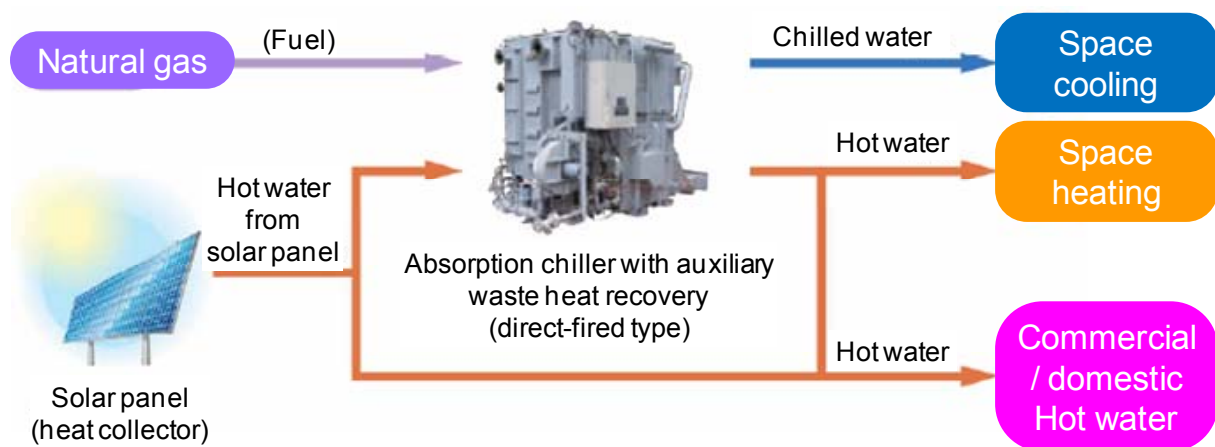 Natural gas
(Fuel)
Chilled water
Space
cooling
Hot water
Space
heating
Hot water
from
solar panel
Absorption chiller with auxiliary
waste heat recovery
(direct-fired type)
Hot water
Commercial
/ domestic
Hot water
Solar panel
(heat collector)